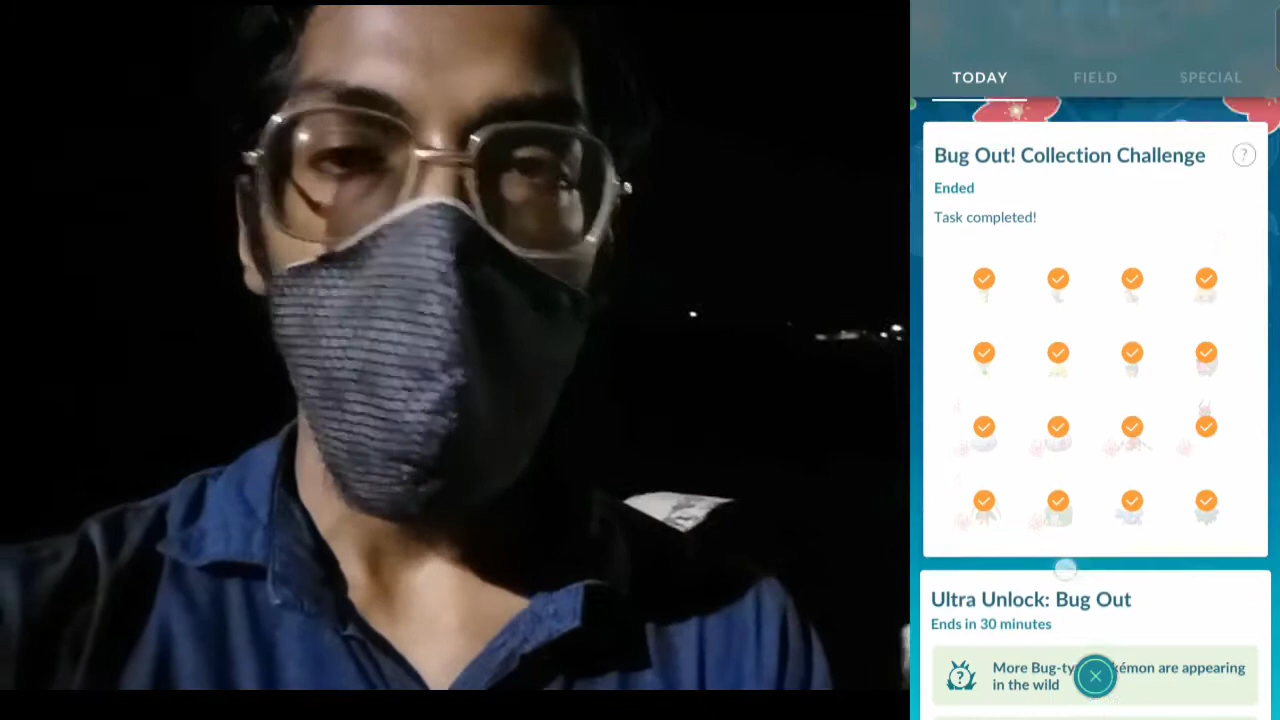 TODAY FIELD SPECIAL
Bug Out! Collection Challenge ?
Ended
Task completed!
Ultra Unlock: Bug Out
Ends in 30 minutes
? More Bug-ty kémon are appearing
in the wild